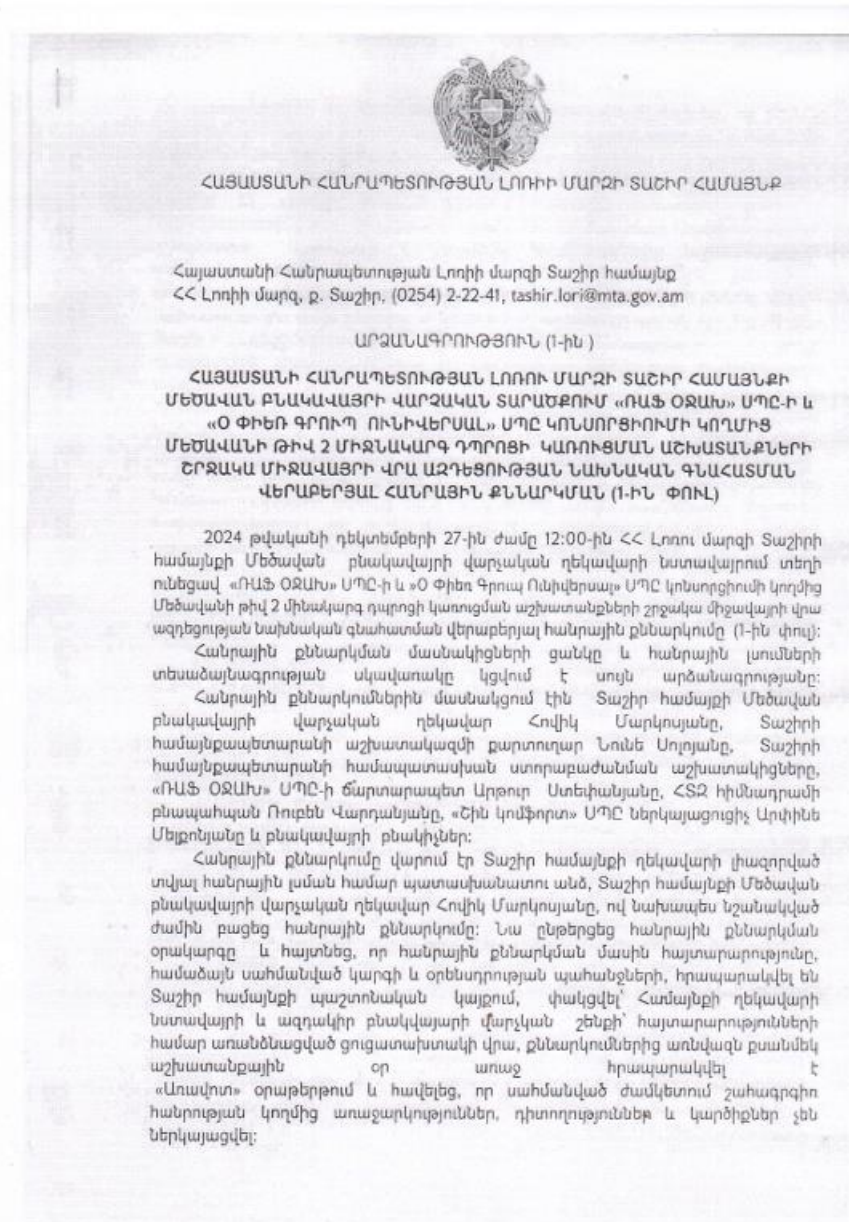 ՀԱՅԱՍՏԱՆԻ ՀԱՆՐԱՊԵՏՈՒԹՅԱՆ ԼՈՌԻԻ ՄԱՐԶԻ ՏԱՇԻՐ ՀԱՄԱՅՆՔ
Հայաստանի Հանրապետության Լոռիի մարզի Տաշիր համայնք
ՀՀ Լոռիի մարզ, ք. Տաշիր, (0254) 2-22-41, tashir.lori@mta.gov.am
ԱՐՁԱՆԱԳՐՈՒԹՅՈՒՆ (1-ին )
ՀԱՅԱՍՏԱՆԻ ՀԱՆՐԱՊԵՏՈՒԹՅԱՆ ԼՈՌՈՒ ՄԱՐԶԻ ՏԱՇԻՐ ՀԱՄԱՅՆՔԻ
ՄԵԾԱՎԱՆ ԲՆԱԿԱՎԱՅՐԻ ՎԱՐՉԱԿԱՆ ՏԱՐԱԾՔՈՒՄ «ՌԱՖ ՕՋԱԽ» ՍՊԸ-Ի և
«Օ ՓԻԵՌ ԳՐՈՒՊ ՈՒՆԻՎԵՐՍԱԼ» ՍՊԸ ԿՈՆՍՈՐՑԻՈՒՄԻ ԿՈՂՄԻՑ
ՄԵԾԱՎԱՆԻ ԹԻՎ 2 ՄԻՋՆԱԿԱՐԳ ԴՊՐՈՑԻ ԿԱՌՈՒՑՄԱՆ ԱՇԽԱՏԱՆՔՆԵՐԻ
ՇՐՋԱԿԱ ՄԻՋԱՎԱՅՐԻ ՎՐԱ ԱԶԴԵՑՈՒԹՅԱՆ ՆԱԽՆԱԿԱՆ ԳՆԱՀԱՏՄԱՆ
ՎԵՐԱԲԵՐՅԱԼ ՀԱՆՐԱՅԻՆ ՔՆՆԱՐԿՄԱՆ (1-ԻՆ ՓՈՒԼ)
2024 թվականի դեկտեմբերի 27-ին ժամը 12:00-ին ՀՀ Լոռու մարզի Տաշիրի
համայնքի Մեծավան բնակավայրի վարչական ղեկավարի նստավայրում տեղի
ունեցավ «ՌԱՖ ՕՋԱԽ» ՍՊԸ-ի և »Օ Փիեռ Գրուպ Ունիվերսալ» ՍՊԸ կոնսորցիումի կողմից
Մեծավանի թիվ 2 մինակարգ դպրոցի կառուցման աշխատանքների շրջակա միջավայրի վրա
ազդեցության նախնական գնահատման վերաբերյալ հանրային քննարկումը (1-ին փուլ):
Հանրային քննարկման մասնակիցների ցանկը և հանրային լսումների
տեսաձայնագրության սկավառակը կցվում է սույն արձանագրությանը:
Հանրային քննարկումներին մասնակցում էին Տաշիր համայքի Մեծավան
բնակավայրի վարչական ղեկավար Հովիկ Մարկոսյանը, Տաշիրի
համայնքապետարանի աշխատակազմի քարտուղար Նունե Սոլոյանը, Տաշիրի
համայնքապետարանի համապատասխան ստորաբաժանման աշխատակիցները,
«ՌԱՖ ՕՋԱԽ» ՍՊԸ-ի ճարտարապետ Արթուր Ստեփանյանը, ՀՏԶ հիմնադրամի
բնապահպան Ռուբեն Վարդանյանը, «Շին կոմֆորտ» ՍՊԸ ներկայացուցիչ Արփինե
Մելքոնյանը և բնակավայրի բնակիչներ:
Հանրային քննարկումը վարում էր Տաշիր համայնքի ղեկավարի լիազորված
տվյալ հանրային լսման համար պատասխանատու անձ, Տաշիր համայնքի Մեծավան
բնակավայրի վարչական ղեկավար Հովիկ Մարկոսյանը, ով նախապես նշանակված
ժամին բացեց հանրային քննարկումը: Նա ընթերցեց հանրային քննարկման
օրակարգը և հայտնեց, որ հանրային քննարկման մասին հայտարարությունը,
համաձայն սահմանված կարգի և օրենսդրության պահանջների, հրապարակվել են
Տաշիր համայնքի պաշտոնական կայքում, փակցվել՝ Համայնքի ղեկավարի
նստավայրի և ազդակիր բնակվայարի վարչկան շենքի՝ հայտարարությունների
համար առանձնացված ցուցատախտակի վրա, քննարկումներից առնվազն քսանմեկ
աշխատանքային օր առաջ հրապարակվել է
«Առավոտ» օրաթերթում և հավելեց, որ սահմանված ժամկետում շահագրգիռ
հանրության կողմից առաջարկություններ, դիտողություններ և կարծիքներ չեն
ներկայացվել: